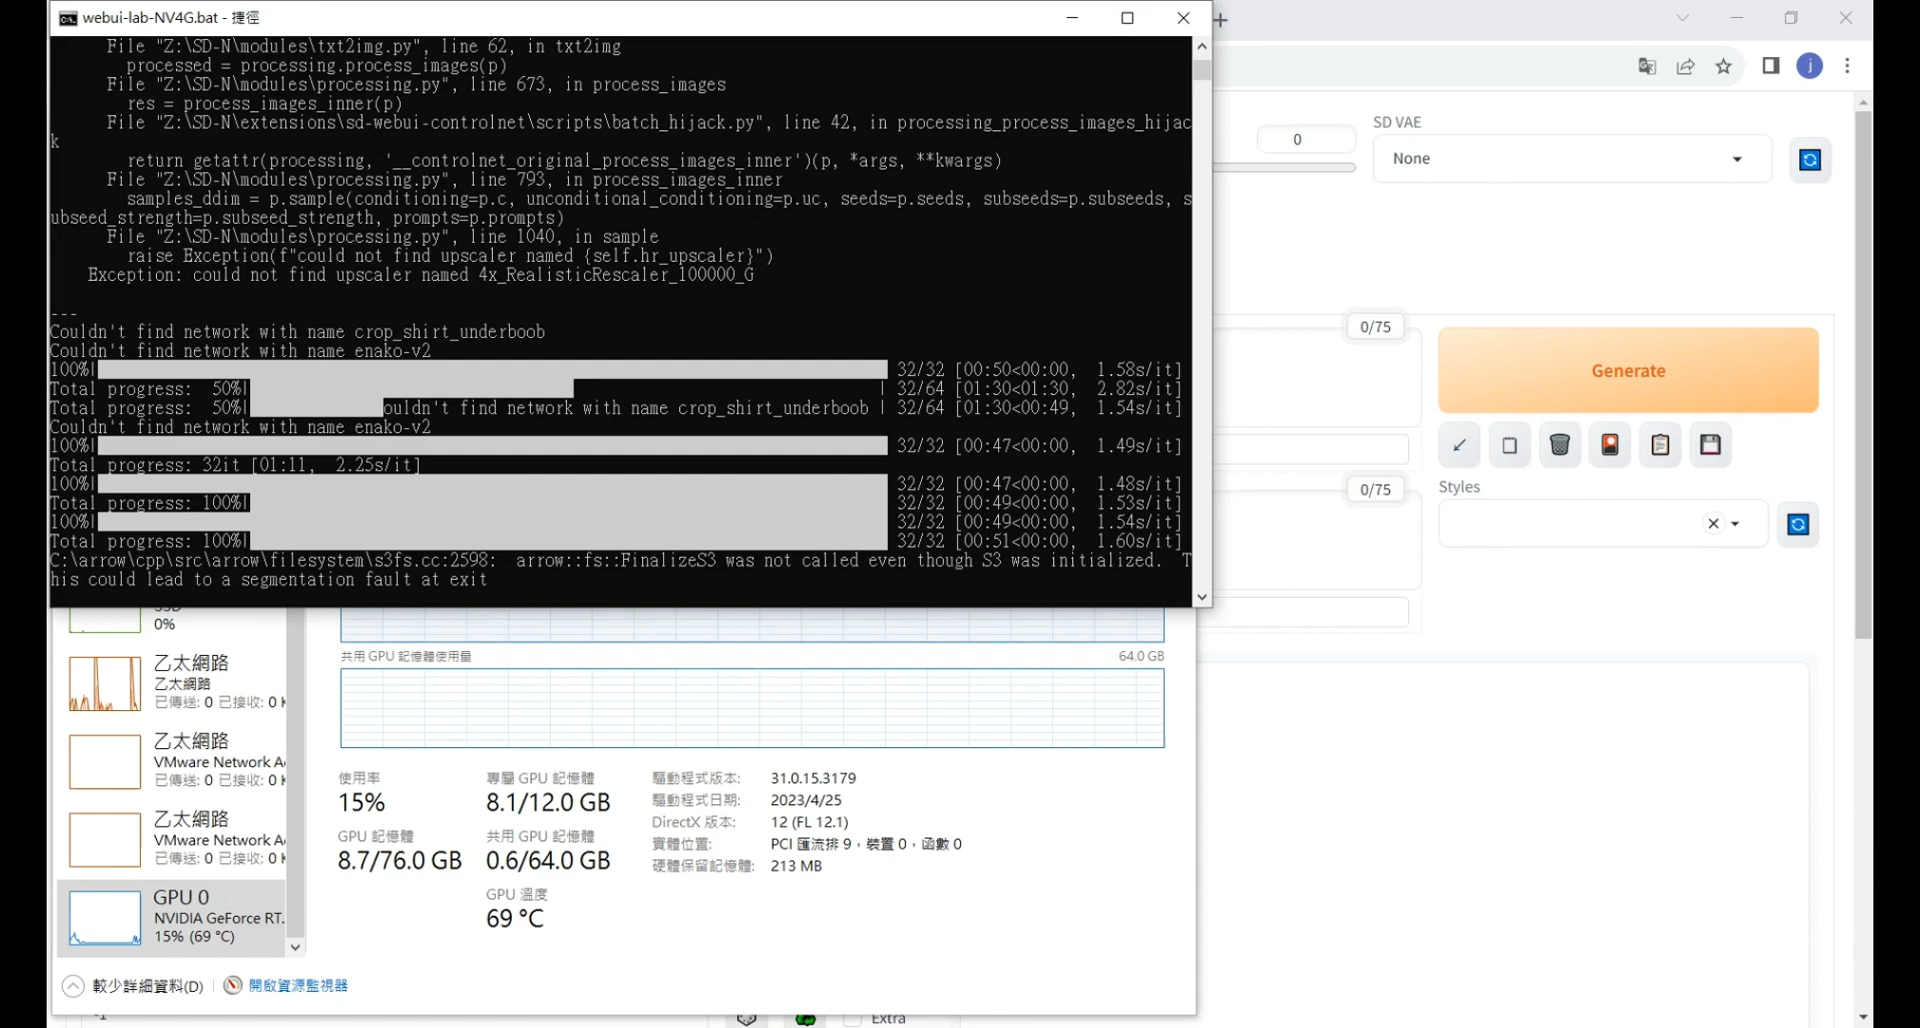 webui-lab-NV4G.bat - 捷徑
File "Z:\SD-N\modules\txt2img.py", line 62, in txt2img
processed = processing.process_images(p)
File "Z:\SD-N\modules\processing.py", line 673, in process_images
res = process_images_inner(p)
File "Z:\SD-N\extensions\sd-webui-controlnet\scripts\batch_hijack.py", line 42, in processing_process_images_hijac
k
return getattr(processing, '__controlnet_original_process_images_inner')(p, *args, **kwargs)
File "Z:\SD-N\modules\processing.py", line 793, in process_images_inner
samples_ddim = p.sample(conditioning=p.c, unconditional_conditioning=p.uc, seeds=p.seeds, subseeds=p.subseeds, s
ubseed_strength=p.subseed_strength, prompts=p.prompts)
File "Z:\SD-N\modules\processing.py", line 1040, in sample
raise Exception(f"could not find upscaler named {self.hr_upscaler}")
Exception: could not find upscaler named 4x_RealisticRescaler_100000_G
---
Couldn't find network with name crop_shirt_underboob
Couldn't find network with name enako-v2
100%| 32/32 [00:50<00:00, 1.58s/it]
Total progress: 50%| | 32/64 [01:30<01:30, 2.82s/it]
Total progress: 50%| ouldn't find network with name crop_shirt_underboob | 32/64 [01:30<00:49, 1.54s/it]
Couldn't find network with name enako-v2
100%| 32/32 [00:47<00:00, 1.49s/it]
Total progress: 32it [01:11, 2.25s/it]
100%| 32/32 [00:47<00:00, 1.48s/it]
Total progress: 100%| 32/32 [00:49<00:00, 1.53s/it]
100%| 32/32 [00:49<00:00, 1.54s/it]
Total progress: 100%| 32/32 [00:51<00:00, 1.60s/it]
C:\arrow\cpp\src\arrow\filesystem\s3fs.cc:2598: arrow::fs::FinalizeS3 was not called even though S3 was initialized. T
his could lead to a segmentation fault at exit
j
0
SD VAE
None
0/75
Generate
0/75
Styles
SSD
0%
乙太網路
乙太網路
已傳送: 0 已接收: 0 K
乙太網路
VMware Network A
已傳送: 0 已接收: 0 K
乙太網路
VMware Network A
已傳送: 0 已接收: 0 K
GPU 0
NVIDIA GeForce RT.
15% (69 °C)
共用 GPU 記憶體使用量 64.0 GB
使用率
15%
專屬 GPU 記憶體
8.1/12.0 GB
GPU 記憶體
8.7/76.0 GB
共用 GPU 記憶體
0.6/64.0 GB
GPU 溫度
69 °C
驅動程式版本: 31.0.15.3179
驅動程式日期: 2023/4/25
DirectX 版本: 12 (FL 12.1)
實體位置: PCI 匯流排 9，裝置 0，函數 0
硬體保留記憶體: 213 MB
較少詳細資料(D)
開啟資源監視器
-1
Extra